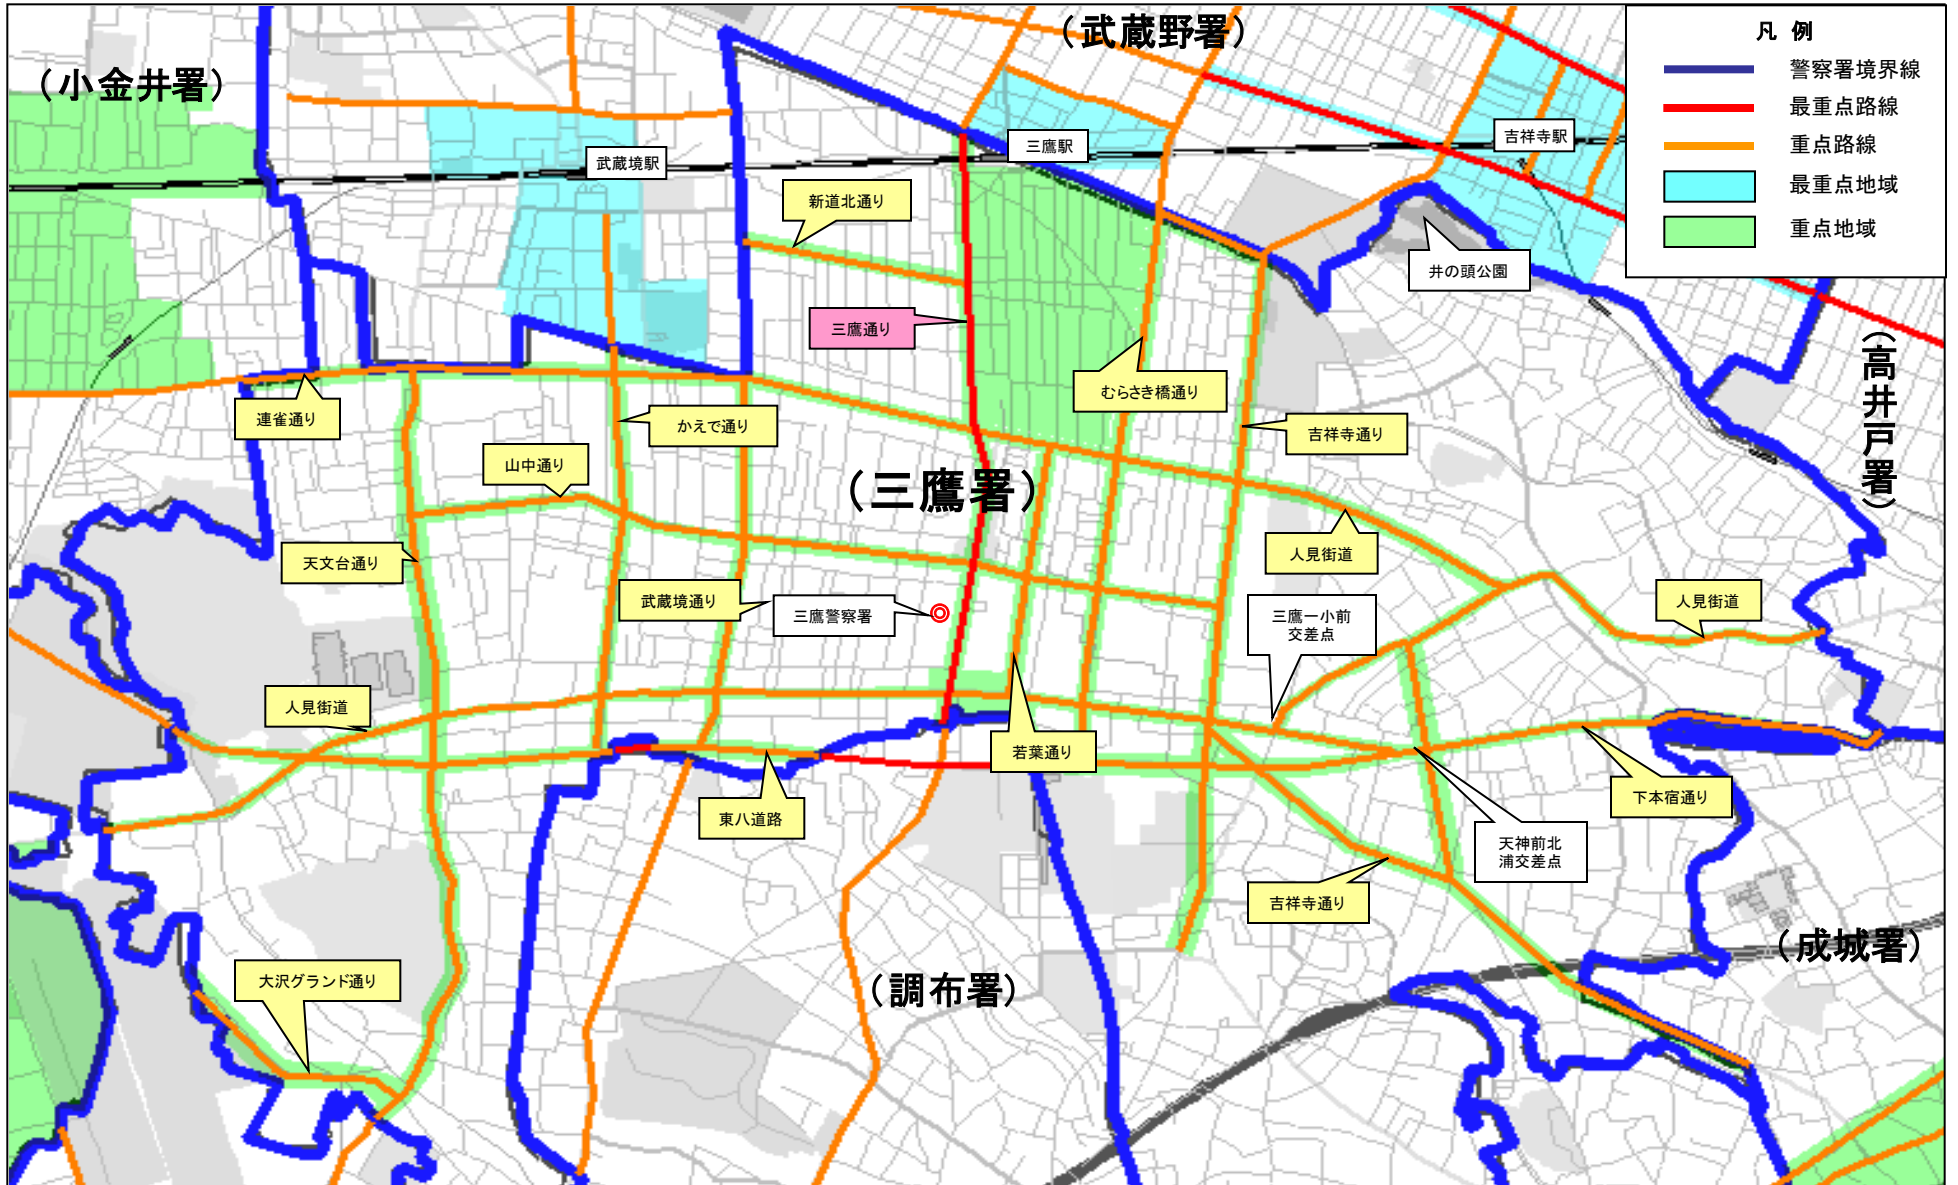 （武蔵野署）
（小金井署）
凡 例
警察署境界線
最重点路線
重点路線
最重点地域
重点地域
三鷹駅
吉祥寺駅
武蔵境駅
新道北通り
井の頭公園
三鷹通り
むらさき橋通り
（高井戸署）
連雀通り
かえで通り
吉祥寺通り
山中通り
（三鷹署）
天文台通り
人見街道
武蔵境通り
三鷹警察署
三鷹一小前
交差点
人見街道
人見街道
若葉通り
東八道路
下本宿通り
天神前北
浦交差点
吉祥寺通り
大沢グランド通り
（調布署）
（成城署）